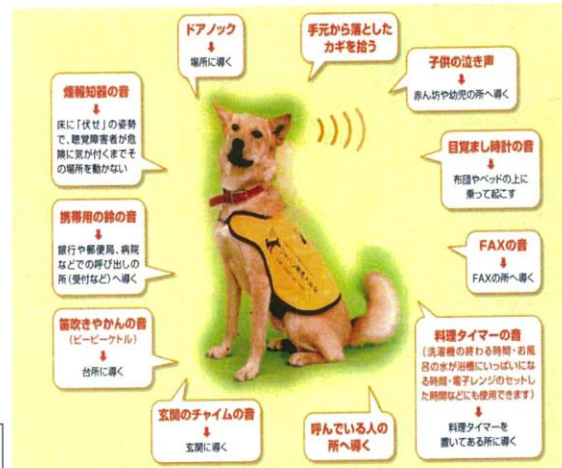 ドアノック
↓
場所に導く
手元から落とした
カギを拾う
子供の泣き声
↓
赤ん坊や幼児の所へ導く
煙報知器の音
↓
床に「伏せ」の姿勢
で、聴覚障害者が危
険に気が付くまでそ
の場所を動かない
目覚まし時計の音
↓
布団やベッドの上に
乗って起こす
携帯用の鈴の音
↓
銀行や郵便局、病院
などでの呼び出しの
所(受付など)へ導く
FAXの音
↓
FAXの所へ導く
笛吹きやかんの音
(ピーピーケトル)
↓
台所に導く
料理タイマーの音
(洗濯機の終わる時間・お風
呂の水が浴槽にいっぱいにな
る時間・電子レンジのセットし
た時間などにも使用できます)
↓
料理タイマーを
置いてある所に導く
玄関のチャイムの音
↓
玄関に導く
呼んでいる人の
所へ導く